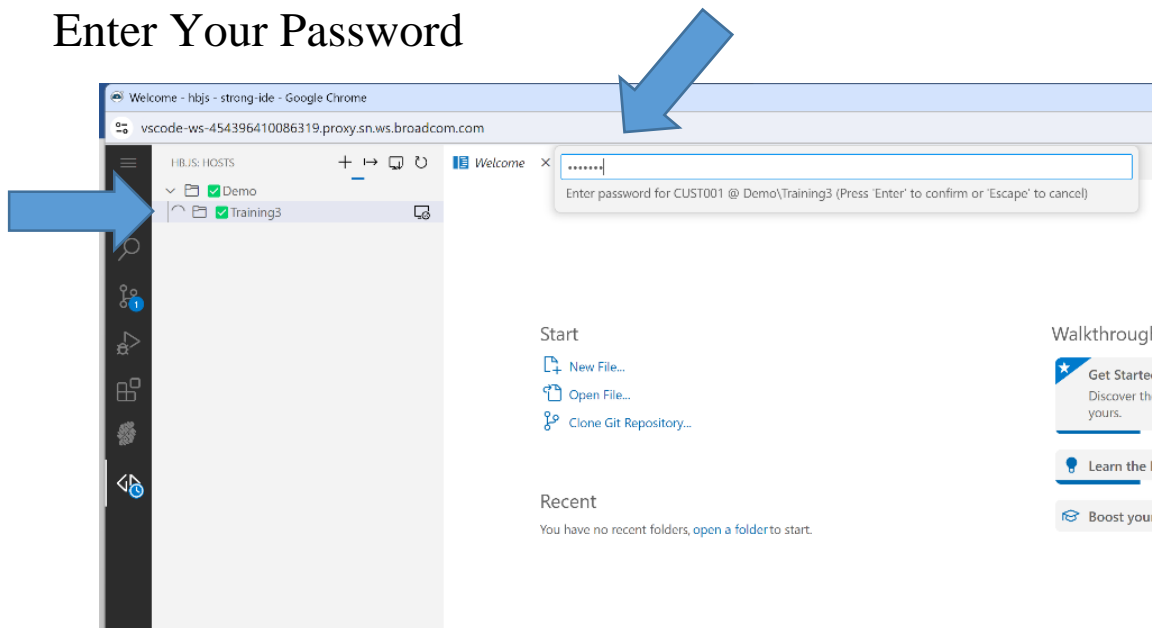 Enter Your Password
Welcome - hbjs - strong-ide - Google Chrome
vscode-ws-454396410086319.proxy.sn.ws.broadcom.com
HBJS: HOSTS
Welcome
•••••••
Enter password for CUST001 @ Demo\Training3 (Press 'Enter' to confirm or 'Escape' to cancel)
Demo
Training3
1
Start
New File...
Open File...
Clone Git Repository...
Walkthrough
Get Started
Discover the
yours.
Learn the
Boost your
Recent
You have no recent folders, open a folder to start.